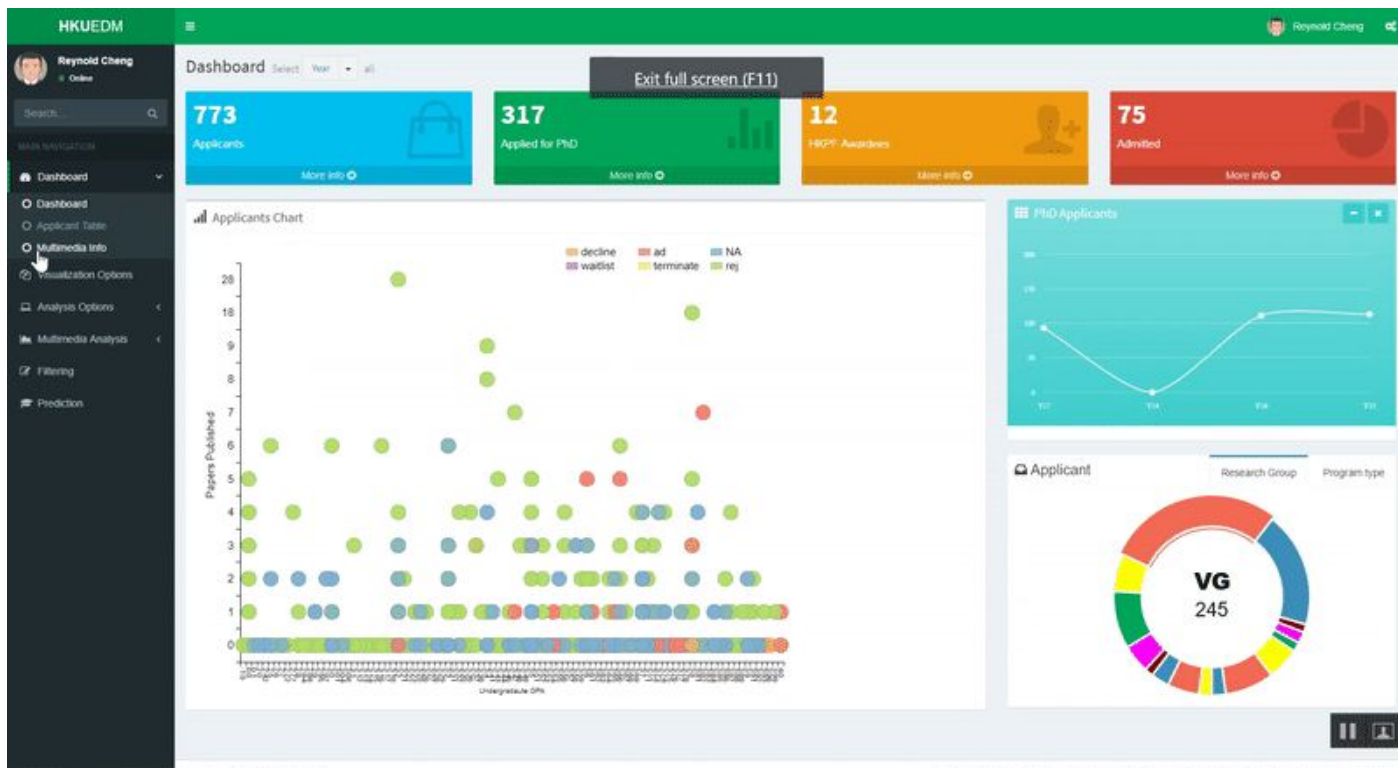 HKUEDM
Reynold Cheng
Reynold Cheng
Online
Search...
MAIN NAVIGATION
Dashboard
Dashboard
Applicant Table
Multimedia Info
Visualization Options
Analysis Options
Multimedia Analysis
Filtering
Prediction
Dashboard Select Year all
Exit full screen (F11)
773
Applicants
More info
317
Applied for PhD
More info
12
HKPF Awardees
More info
75
Admitted
More info
Applicants Chart
decline ad NA
waitlist terminate rej
Papers Published
28
18
9
8
7
6
5
4
3
2
1
0
Undergraduate GPA
PhD Applicants
Applicant
Research Group
Program type
VG
245